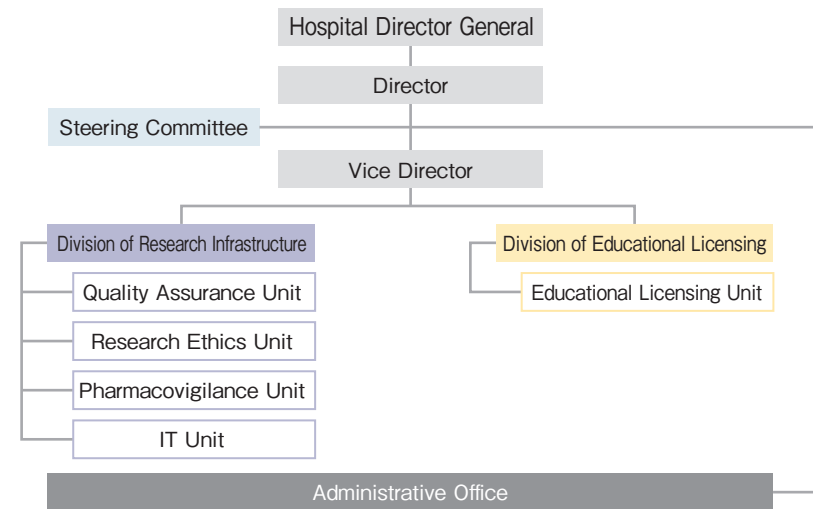 Hospital Director General
Director
Steering Committee
Vice Director
Division of Research Infrastructure
Quality Assurance Unit
Research Ethics Unit
Pharmacovigilance Unit
IT Unit
Division of Educational Licensing
Educational Licensing Unit
Administrative Office